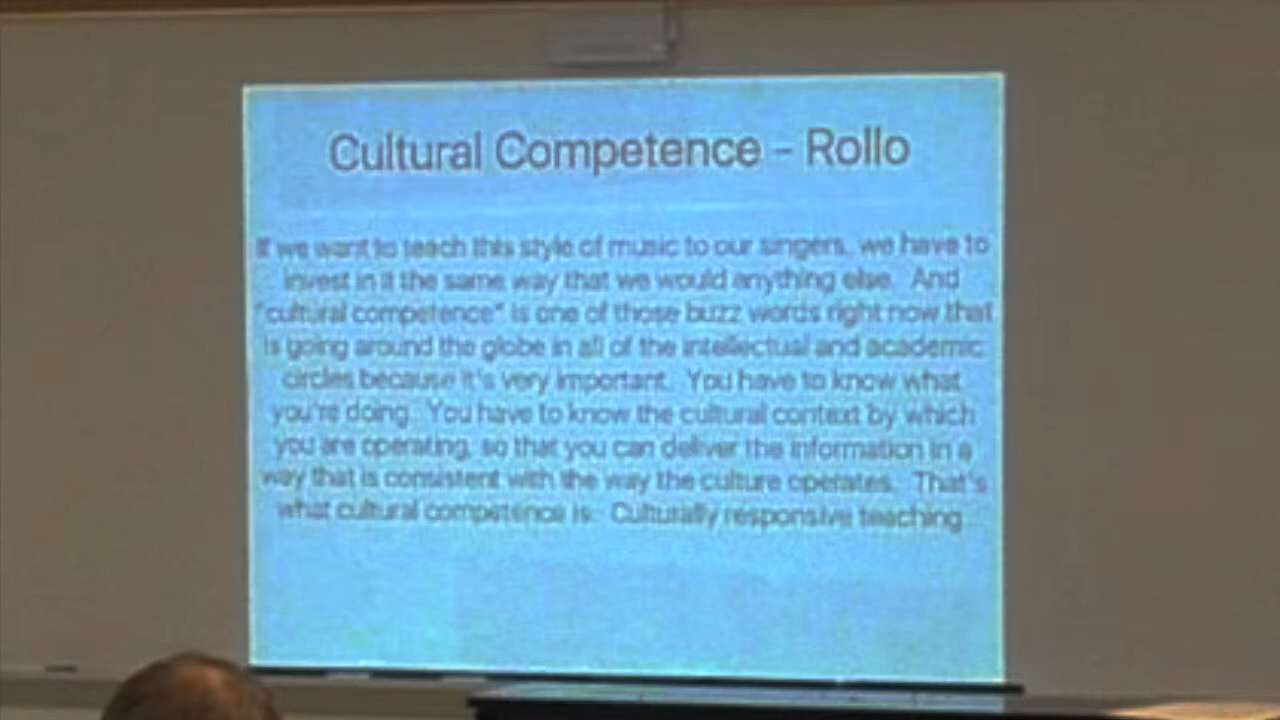 Cultural Competence - Rollo
If we want to teach this style of music to our singers, we have to
invest in it the same way that we would anything else. And
"cultural competence" is one of those buzz words right now that
is going around the globe in all of the intellectual and academic
circles because it's very important. You have to know what
you're doing. You have to know the cultural context by which
you are operating, so that you can deliver the information in a
way that is consistent with the way the culture operates. That's
what cultural competence is. Culturally responsive teaching